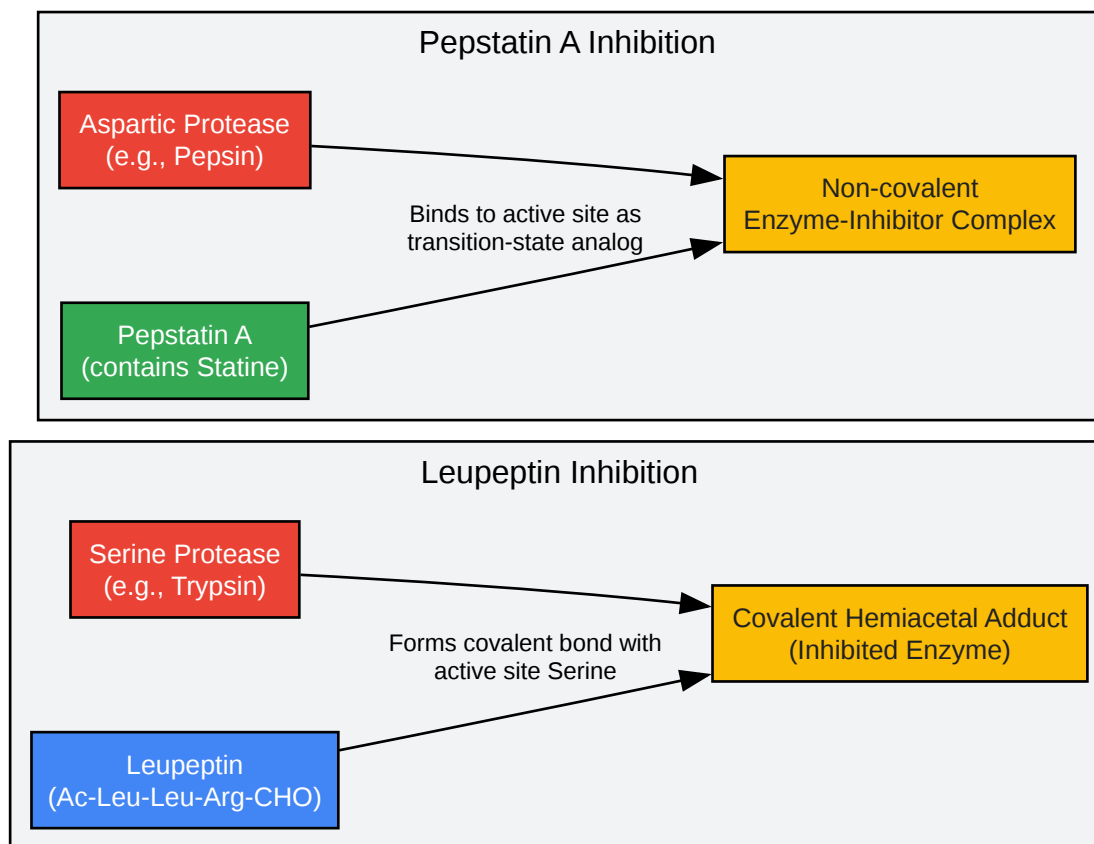 Pepstatin A Inhibition
Aspartic Protease
(e.g., Pepsin)
Non-covalent
Enzyme-Inhibitor Complex
Binds to active site as
transition-state analog
Pepstatin A
(contains Statine)
Leupeptin Inhibition
Serine Protease
(e.g., Trypsin)
Covalent Hemiacetal Adduct
(Inhibited Enzyme)
Forms covalent bond with
active site Serine
Leupeptin
(Ac-Leu-Leu-Arg-CHO)